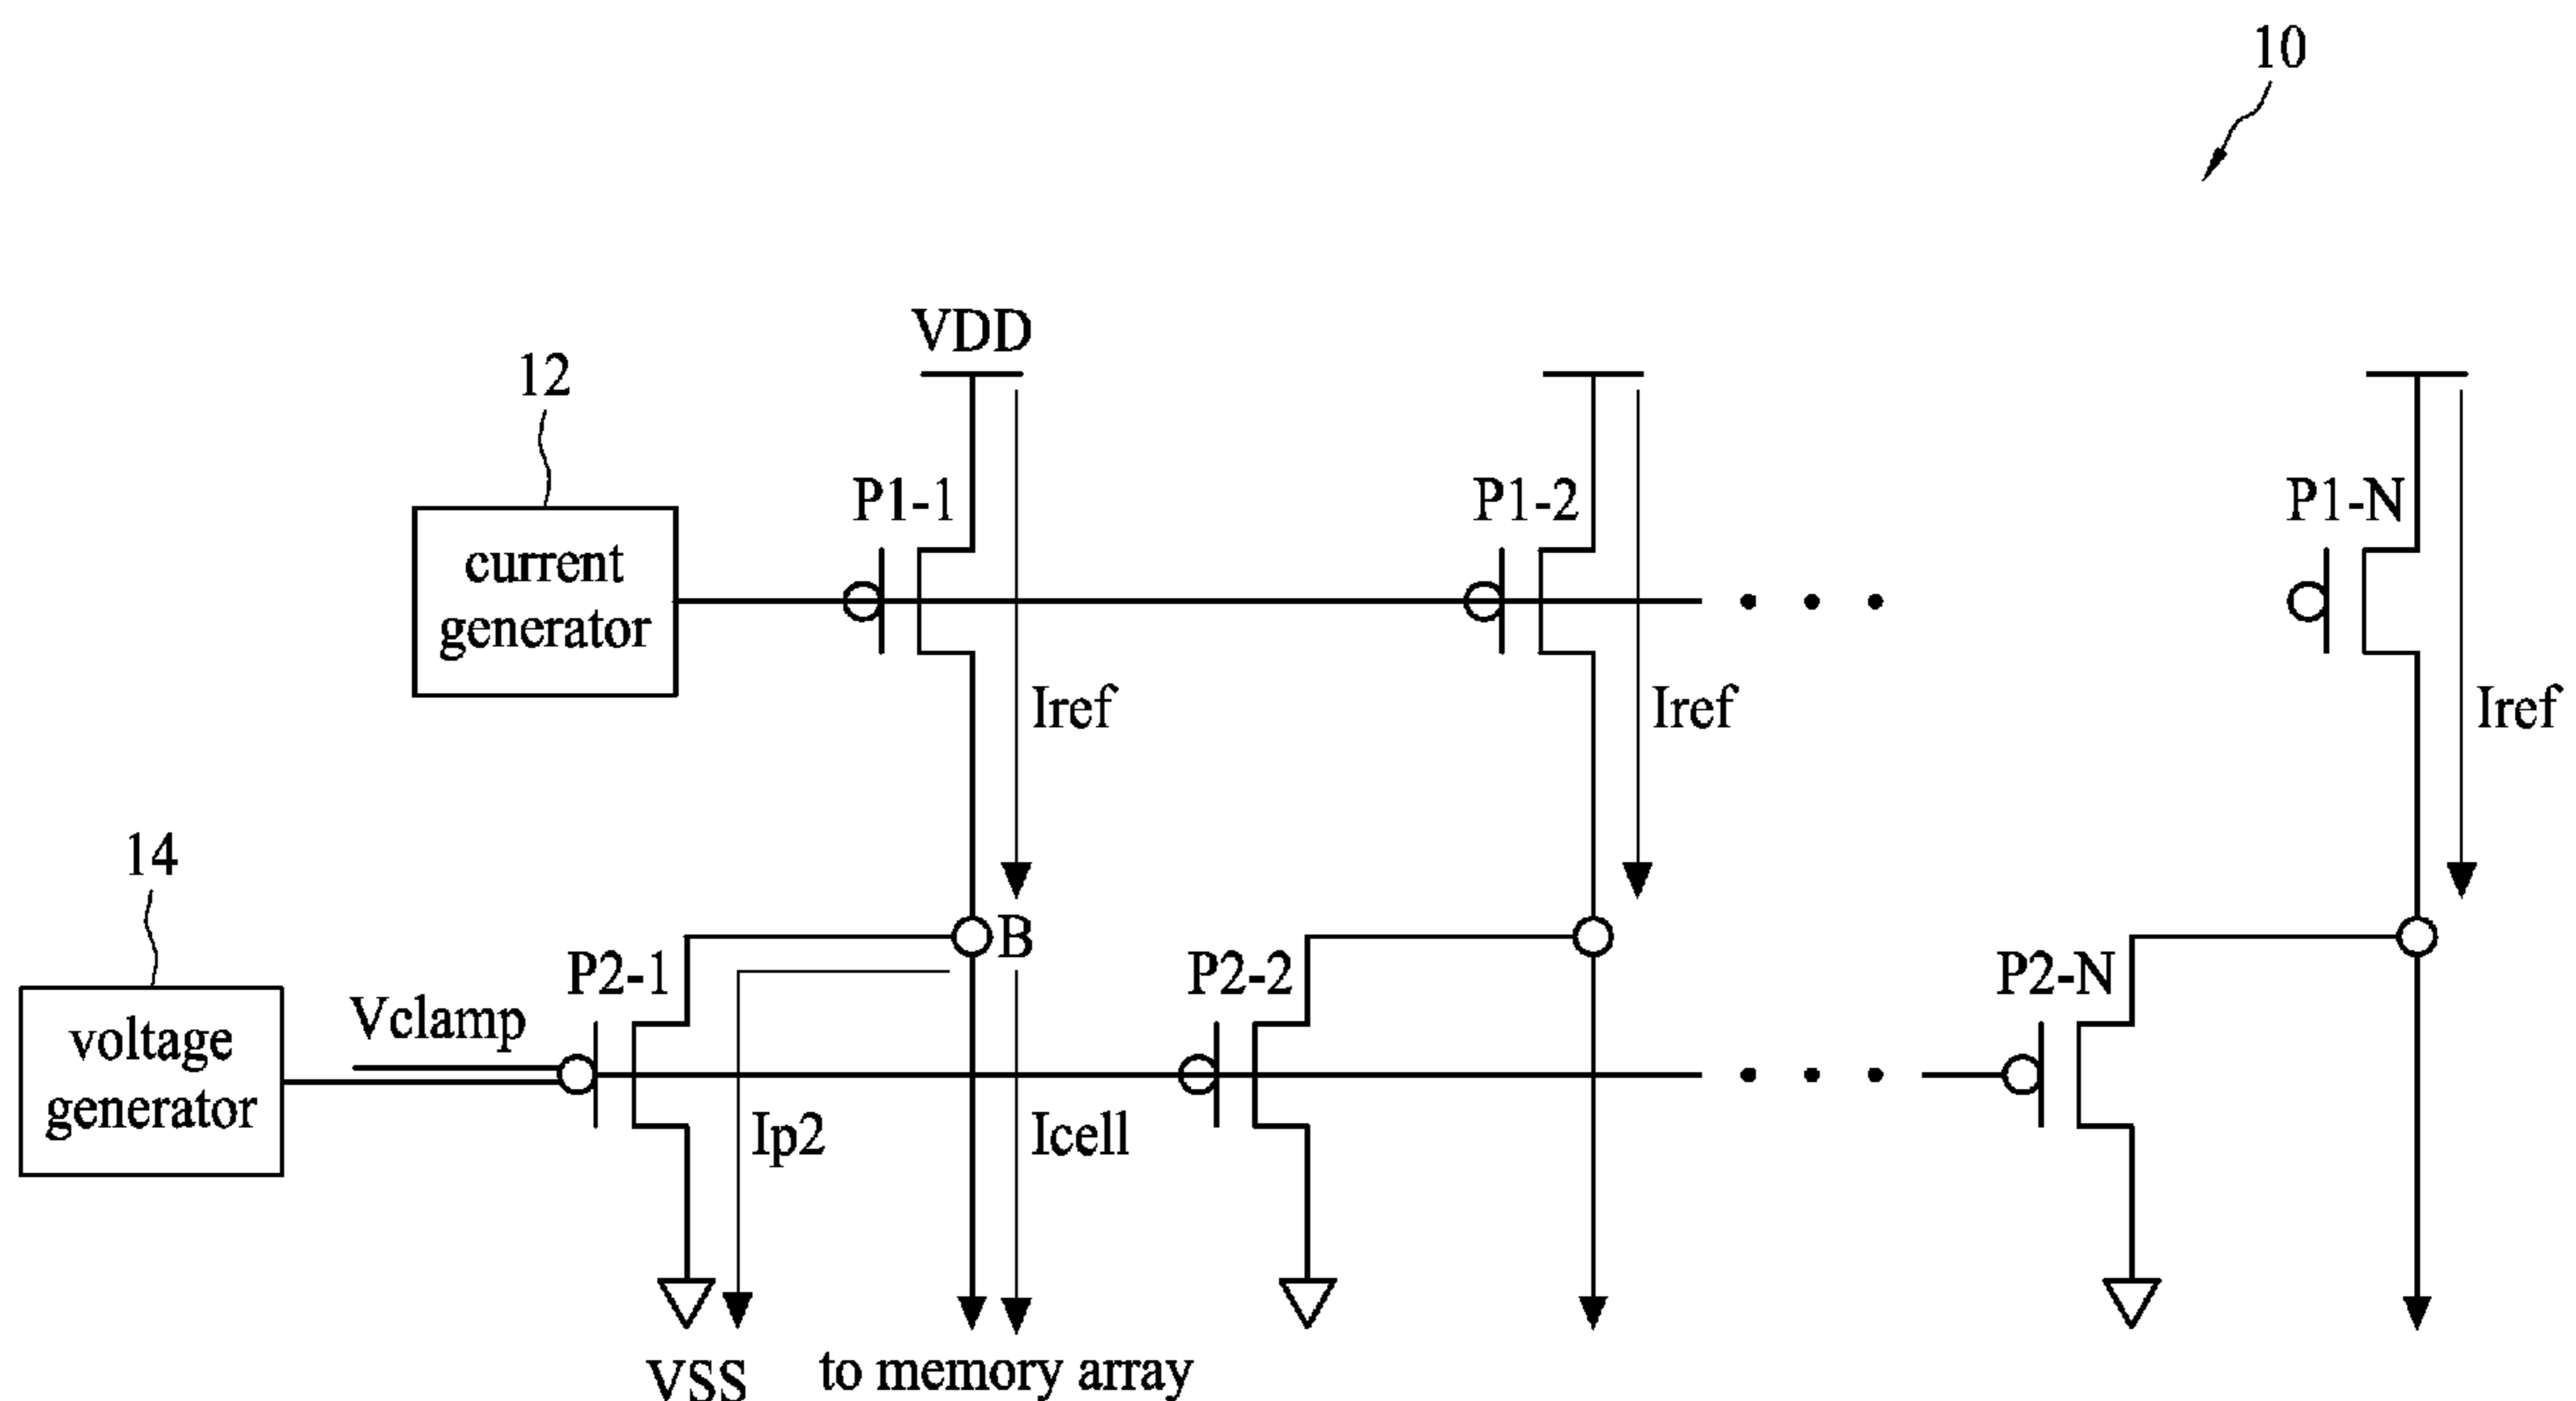 10
VDD
12
P1-1
P1-2
P1-N
current
generator
Iref
Iref
Iref
14
B
P2-1
P2-2
P2-N
Vclamp
voltage
generator
Ip2
Icell
VSS
to memory array